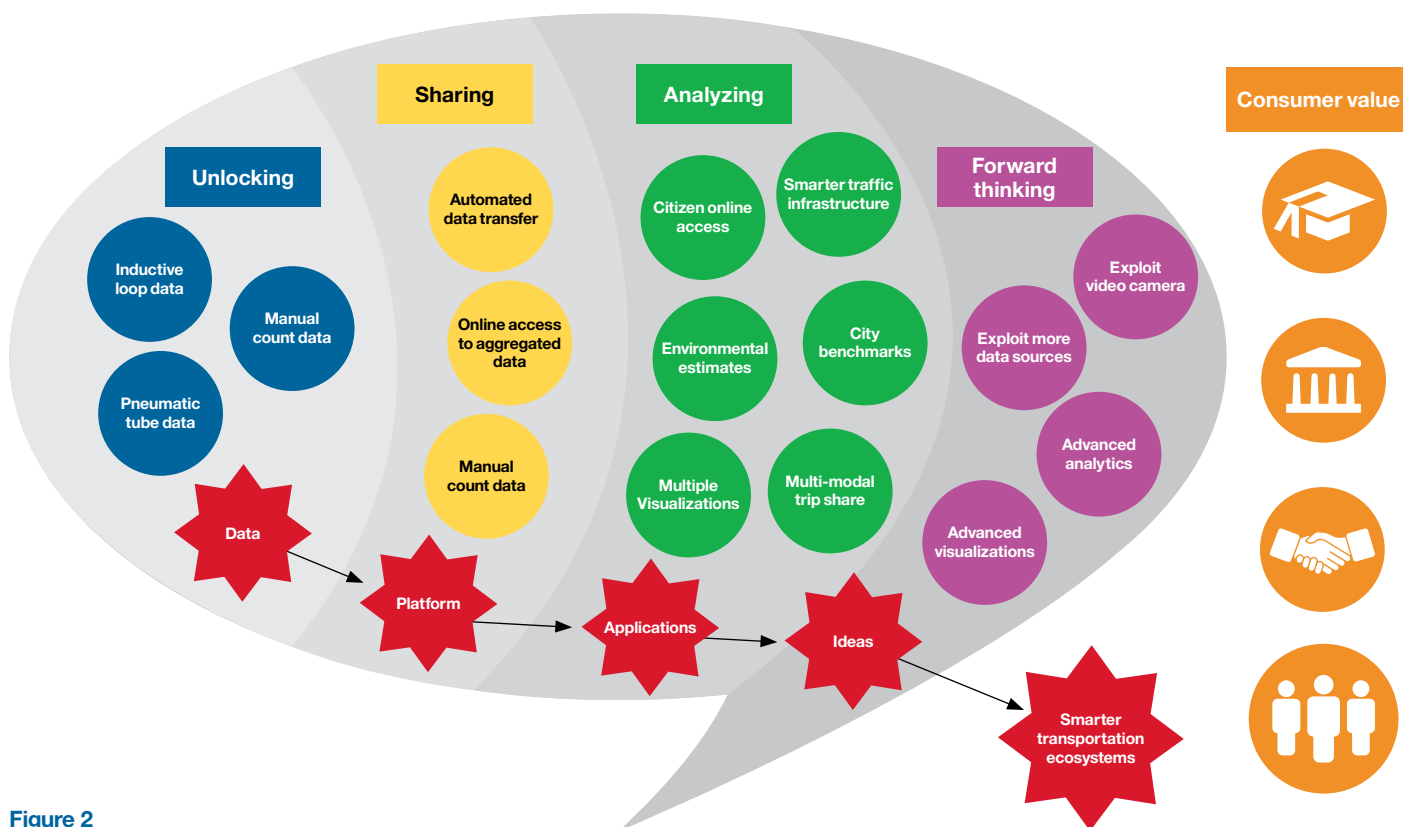 Unlocking
Inductive
loop data
Manual
count data
Pneumatic
tube data
Sharing
Automated
data transfer
Online access
to aggregated
data
Manual
count data
Analyzing
Citizen online
access
Smarter traffic
infrastructure
Environmental
estimates
City
benchmarks
Multiple
Visualizations
Multi-modal
trip share
Forward
thinking
Exploit
video camera
Exploit more
data sources
Advanced
analytics
Advanced
visualizations
Consumer value
Data
Platform
Applications
Ideas
Smarter
transportation
ecosystems
Figure 2